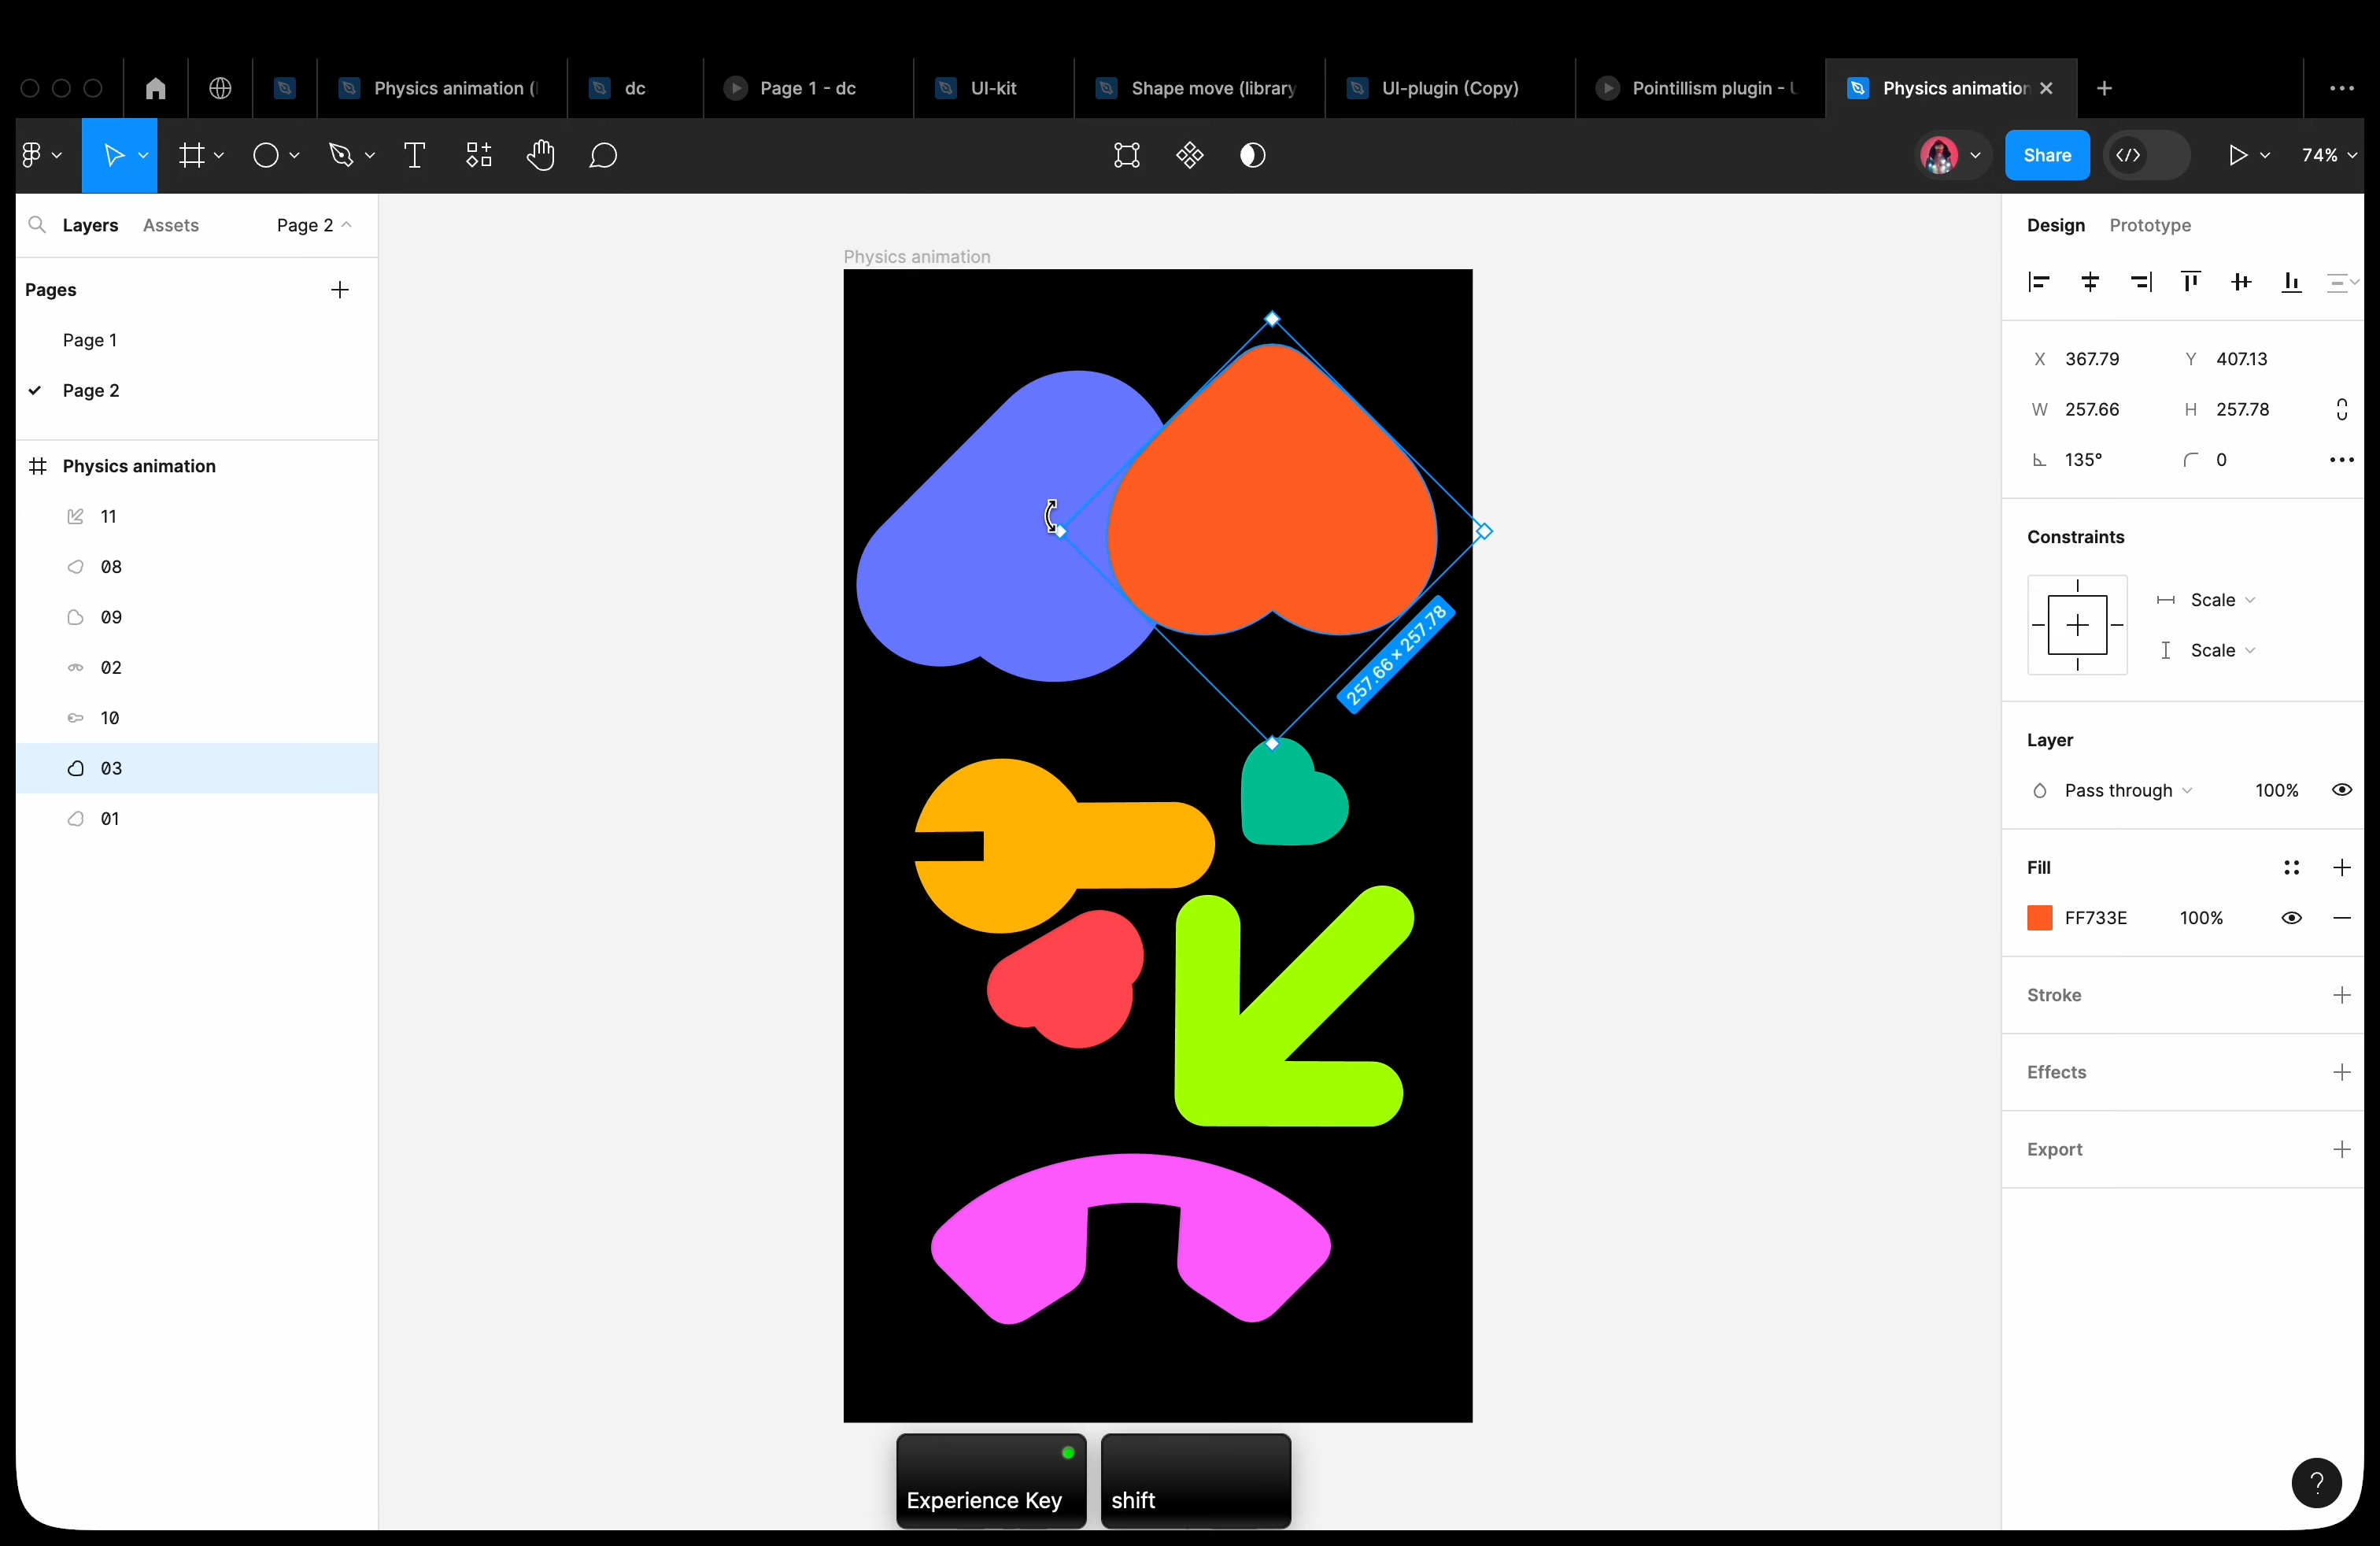 Physics animation (
dc
Page 1 - dc
UI-kit
Shape move (library
UI-plugin (Copy)
Pointillism plugin - U
Physics animation
Share
74%
Layers
Assets
Page 2
Pages
Page 1
Page 2
Physics animation
11
08
09
02
10
03
01
Physics animation
257.66 × 257.78
Experience Key
shift
Design
Prototype
X 367.79
Y 407.13
W 257.66
H 257.78
135°
0
Constraints
Scale
Scale
Layer
Pass through
100%
Fill
FF733E
100%
Stroke
Effects
Export
?